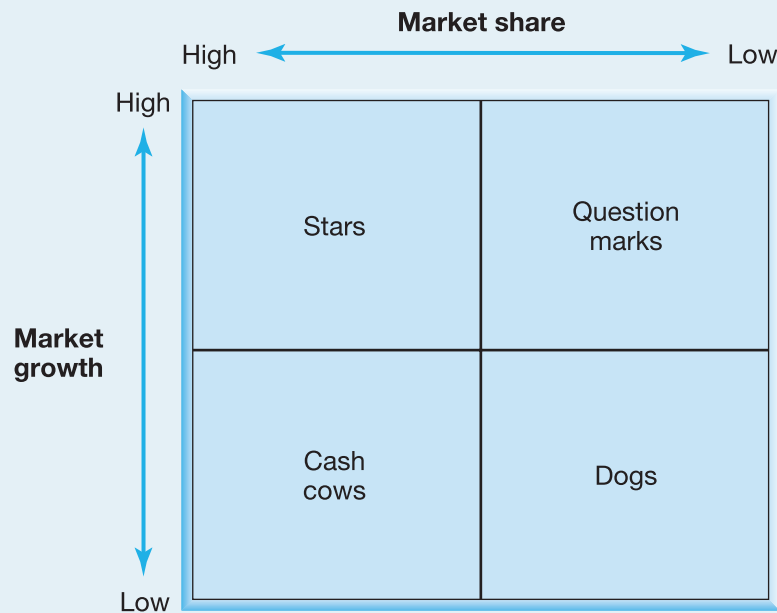 Market share
High
Low
High
Stars
Question
marks
Market
growth
Cash
cows
Dogs
Low